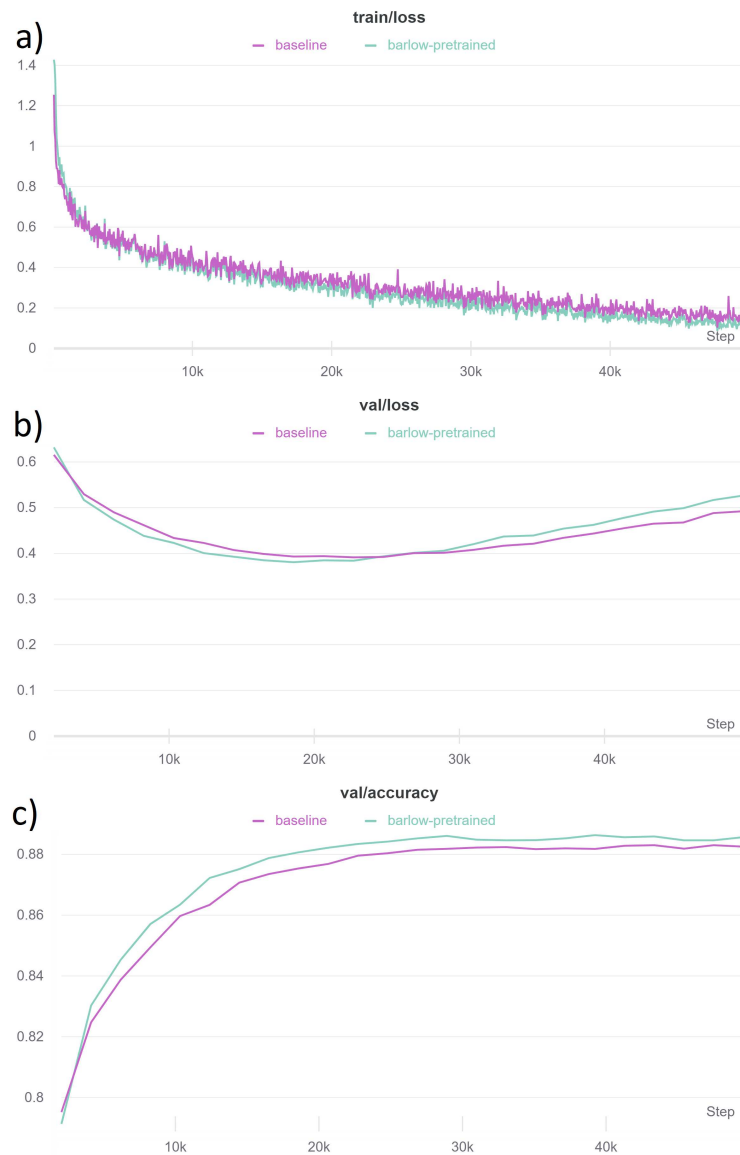 train/loss
a)
baseline barlow-pretrained
1.4
1.2
1
0.8
0.6
0.4
0.2
Step
0
10k 20k 30k 40k
val/loss
b)
baseline barlow-pretrained
0.6
0.5
0.4
0.3
0.2
0.1
Step
0
10k 20k 30k 40k
val/accuracy
c)
baseline barlow-pretrained
0.88
0.86
0.84
0.82
0.8
Step
10k 20k 30k 40k